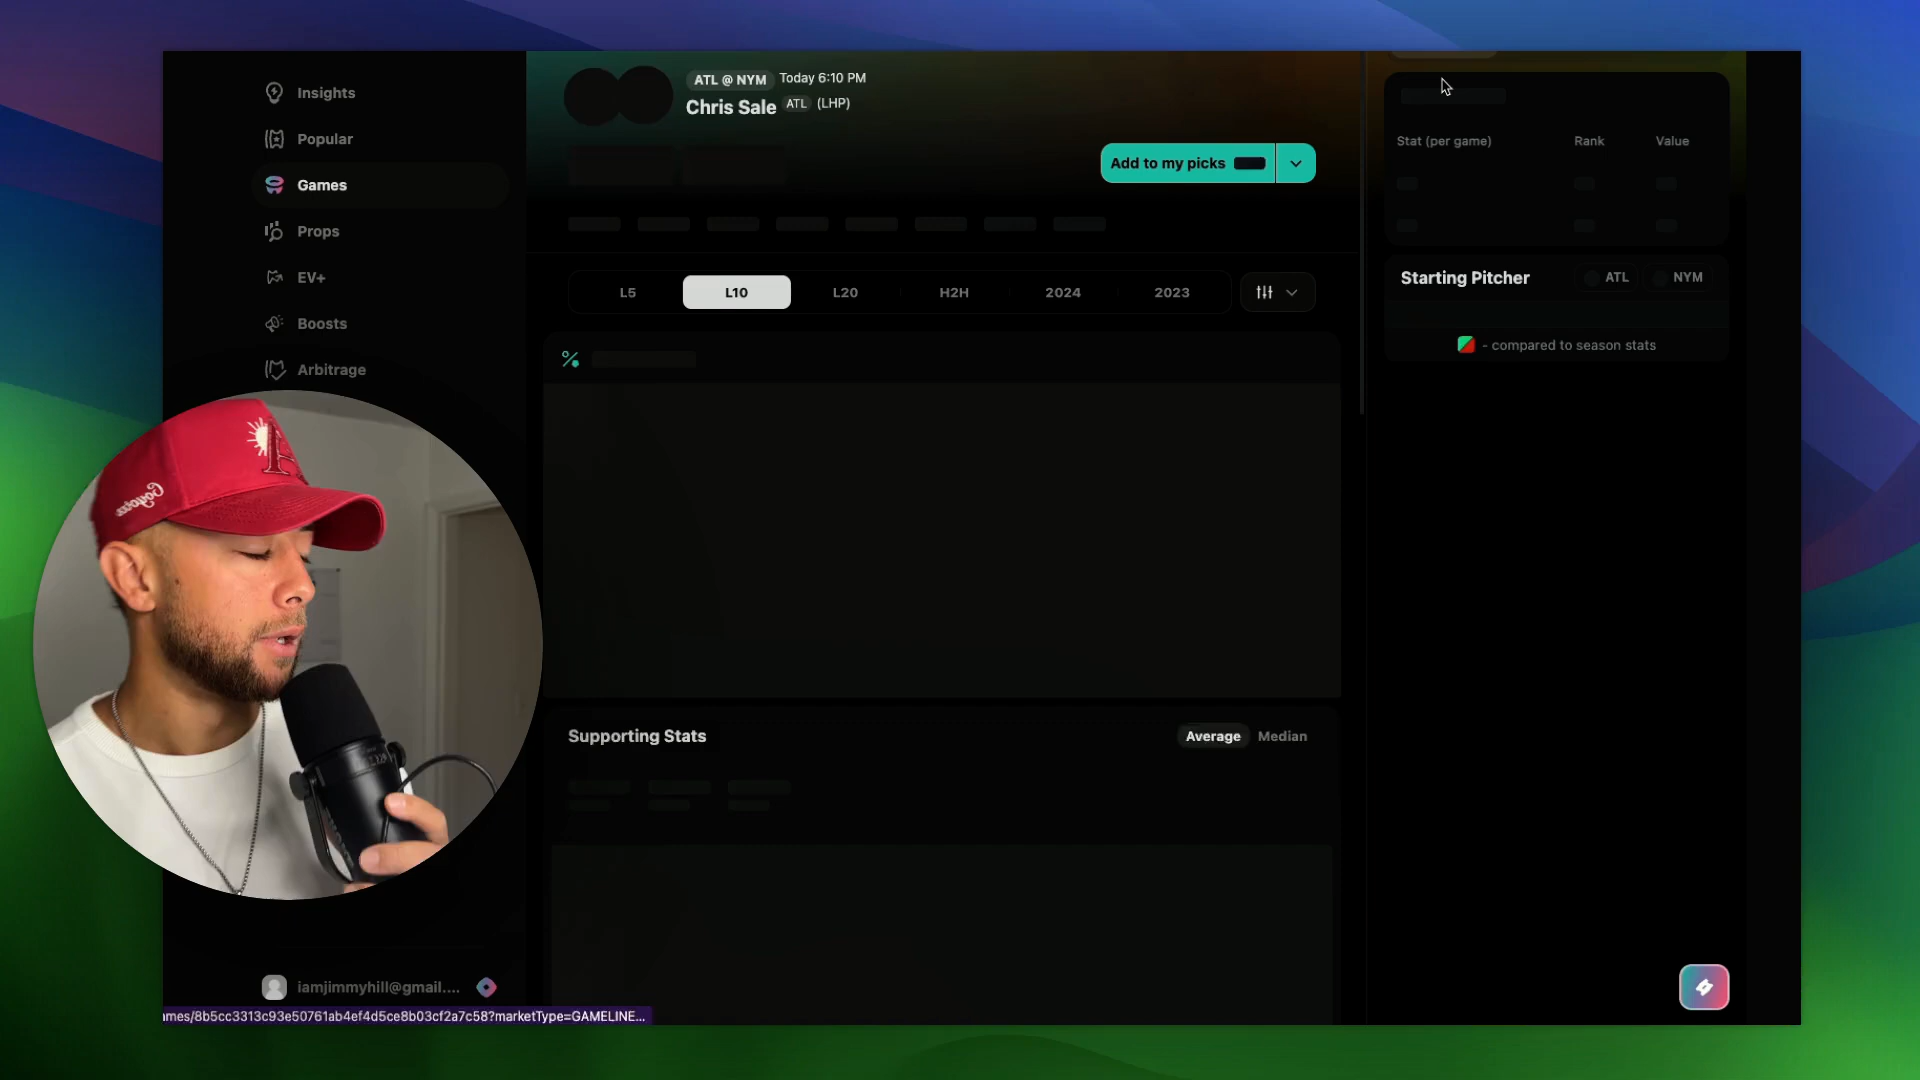 Insights
Popular
Games
Props
EV+
Boosts
Arbitrage
iamjimmyhill@gmail....
ATL @ NYM Today 6:10 PM
Chris Sale ATL (LHP)
Add to my picks
L5 L10 L20 H2H 2024 2023
Supporting Stats
Average Median
Stat (per game) Rank Value
Starting Pitcher ATL NYM
- compared to season stats
Coyote
mes/8b5cc3313c93e50761ab4ef4d5ce8b03cf2a7c58?marketType=GAMELINE...